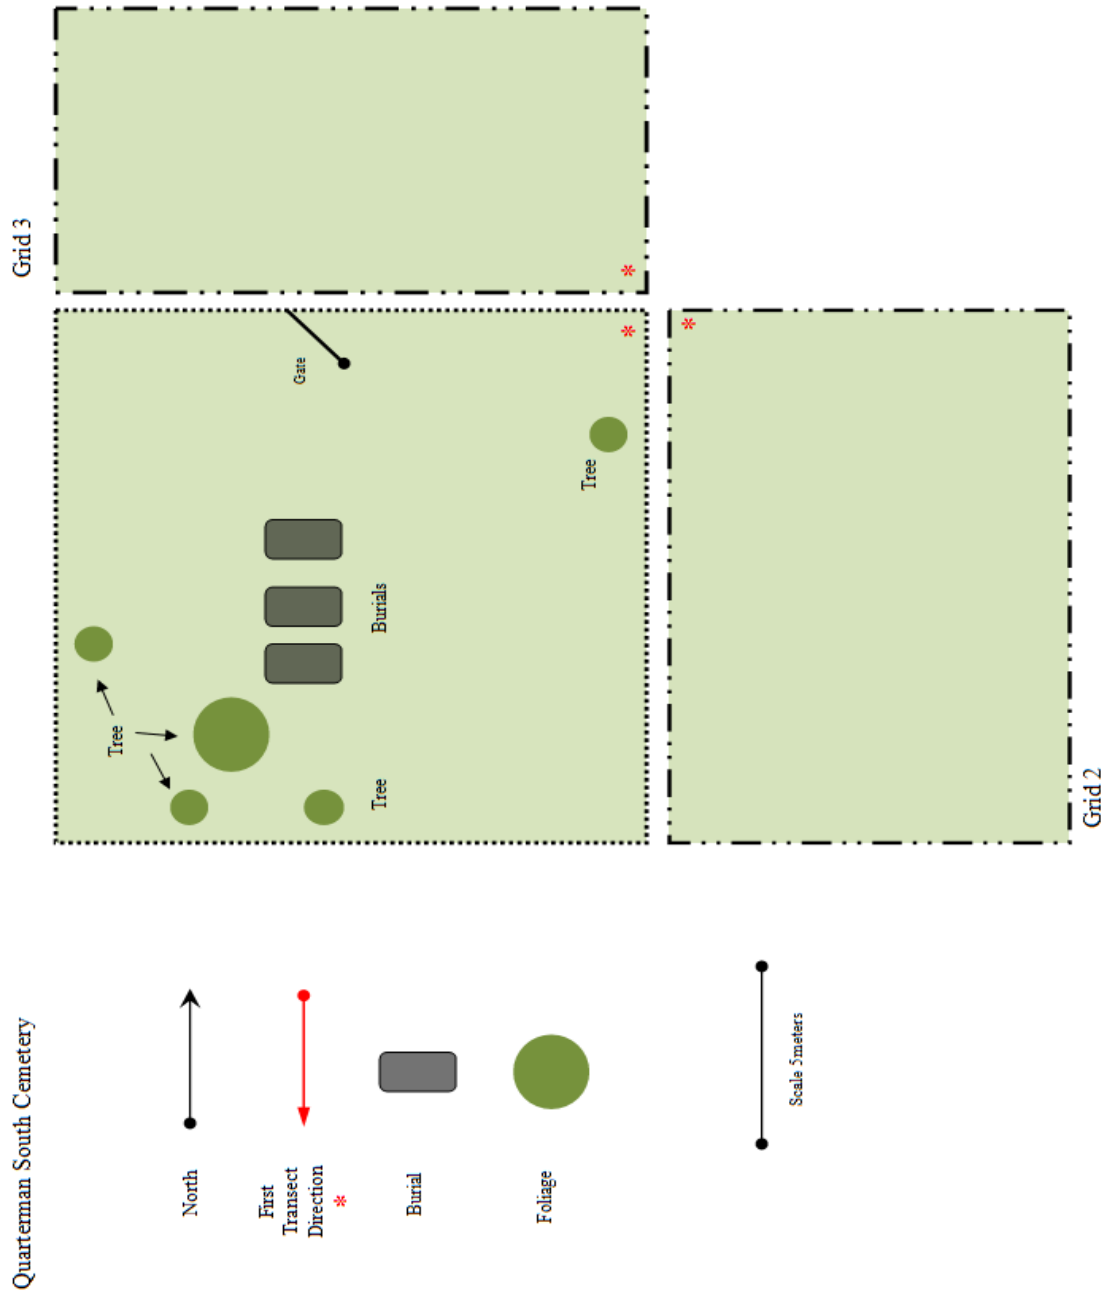 Quarterman South Cemetery
North
First
Transect
Direction
*
Burial
Foliage
Scale 5meters
Tree
Tree
Burials
Gate
Tree
*
Grid 2
*
Grid 3
*